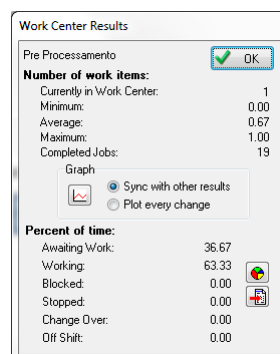 Work Center Results
Pre Processamento
OK
Number of work items:
Currently in Work Center: 1
Minimum: 0.00
Average: 0.67
Maximum: 1.00
Completed Jobs: 19
Graph
Sync with other results
Plot every change
Percent of time:
Awaiting Work: 36.67
Working: 63.33
Blocked: 0.00
Stopped: 0.00
Change Over: 0.00
Off Shift: 0.00